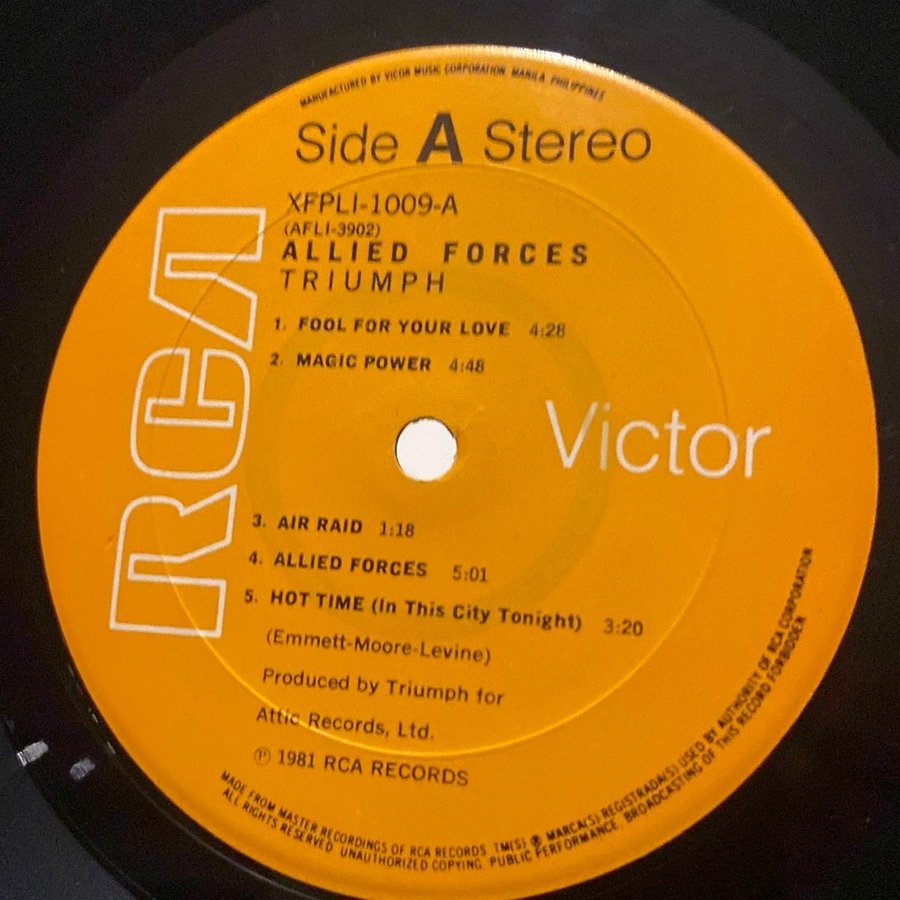 MANUFACTURED BY VICOR MUSIC CORPORATION MANILA PHILIPPINES
Side A Stereo
XFPLI-1009-A
(AFLI-3902)
ALLIED FORCES
TRIUMPH
1. FOOL FOR YOUR LOVE 4:28
2. MAGIC POWER 4:48
RCA
Victor
3. AIR RAID 1:18
4. ALLIED FORCES 5:01
5. HOT TIME (In This City Tonight) 3:20
(Emmett-Moore-Levine)
Produced by Triumph for
Attic Records, Ltd.
℗ 1981 RCA RECORDS
MADE FROM MASTER RECORDINGS OF RCA RECORDS TM(S) ® MARCA(S) REGISTRADA(S) USED BY AUTHORITY OF RCA CORPORATION
ALL RIGHTS RESERVED UNAUTHORIZED COPYING, PUBLIC PERFORMANCE, BROADCASTING OF THIS RECORD FORBIDDEN